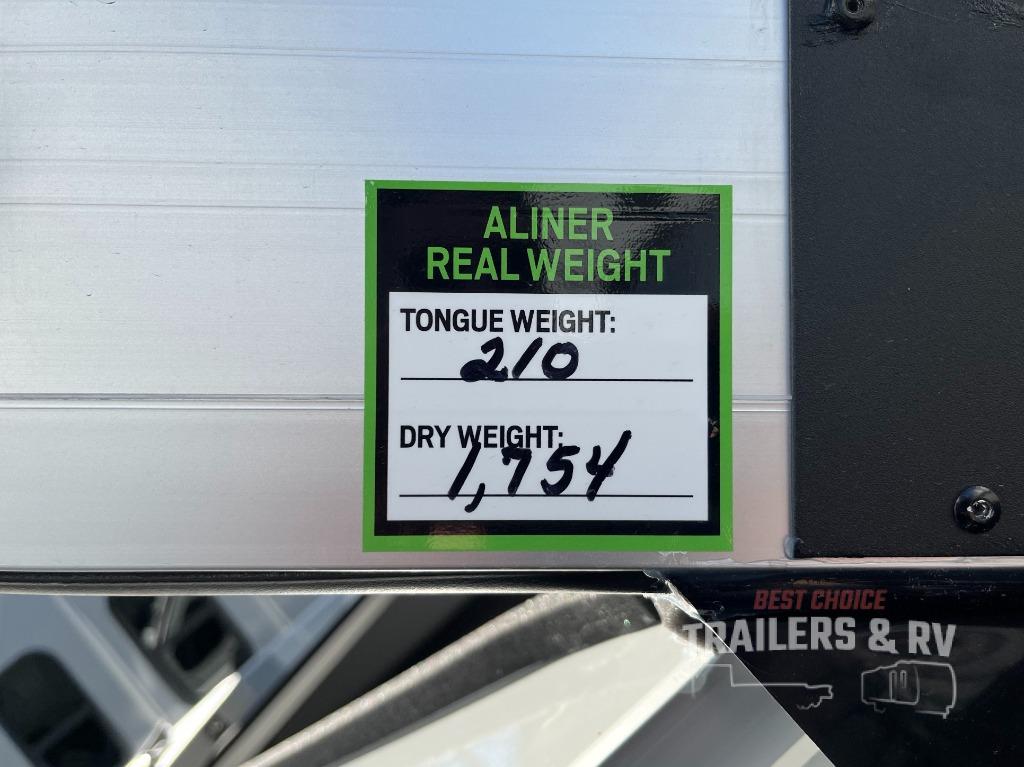 ALINER
REAL WEIGHT
TONGUE WEIGHT:
210
DRY WEIGHT:
1,754
BEST CHOICE
TRAILERS & RV